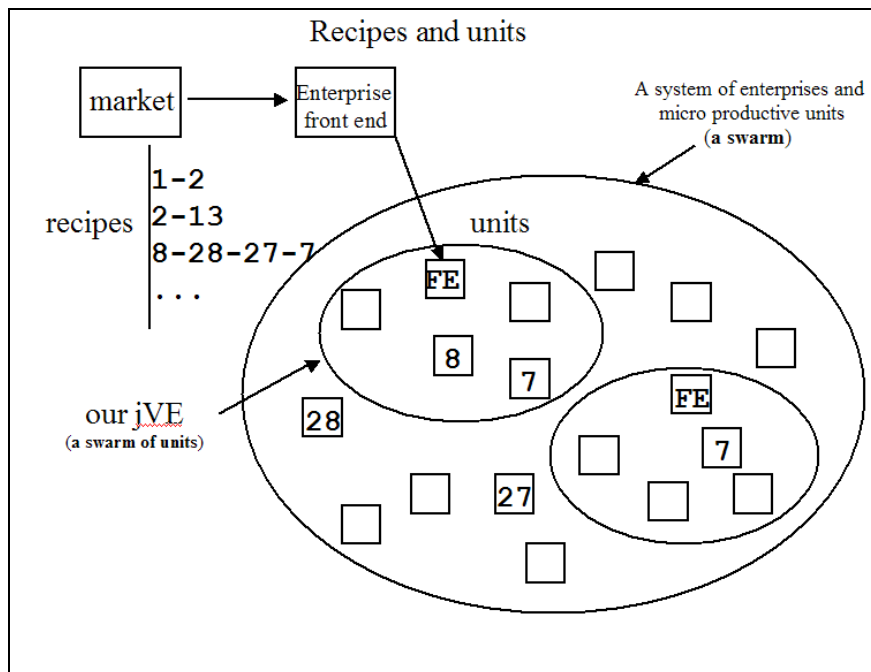 Recipes and units
market
Enterprise
front end
A system of enterprises and
micro productive units
(a swarm)
recipes
1-2
2-13
8-28-27-7
...
units
FE
8
7
our jVE
(a swarm of units)
28
FE
7
27